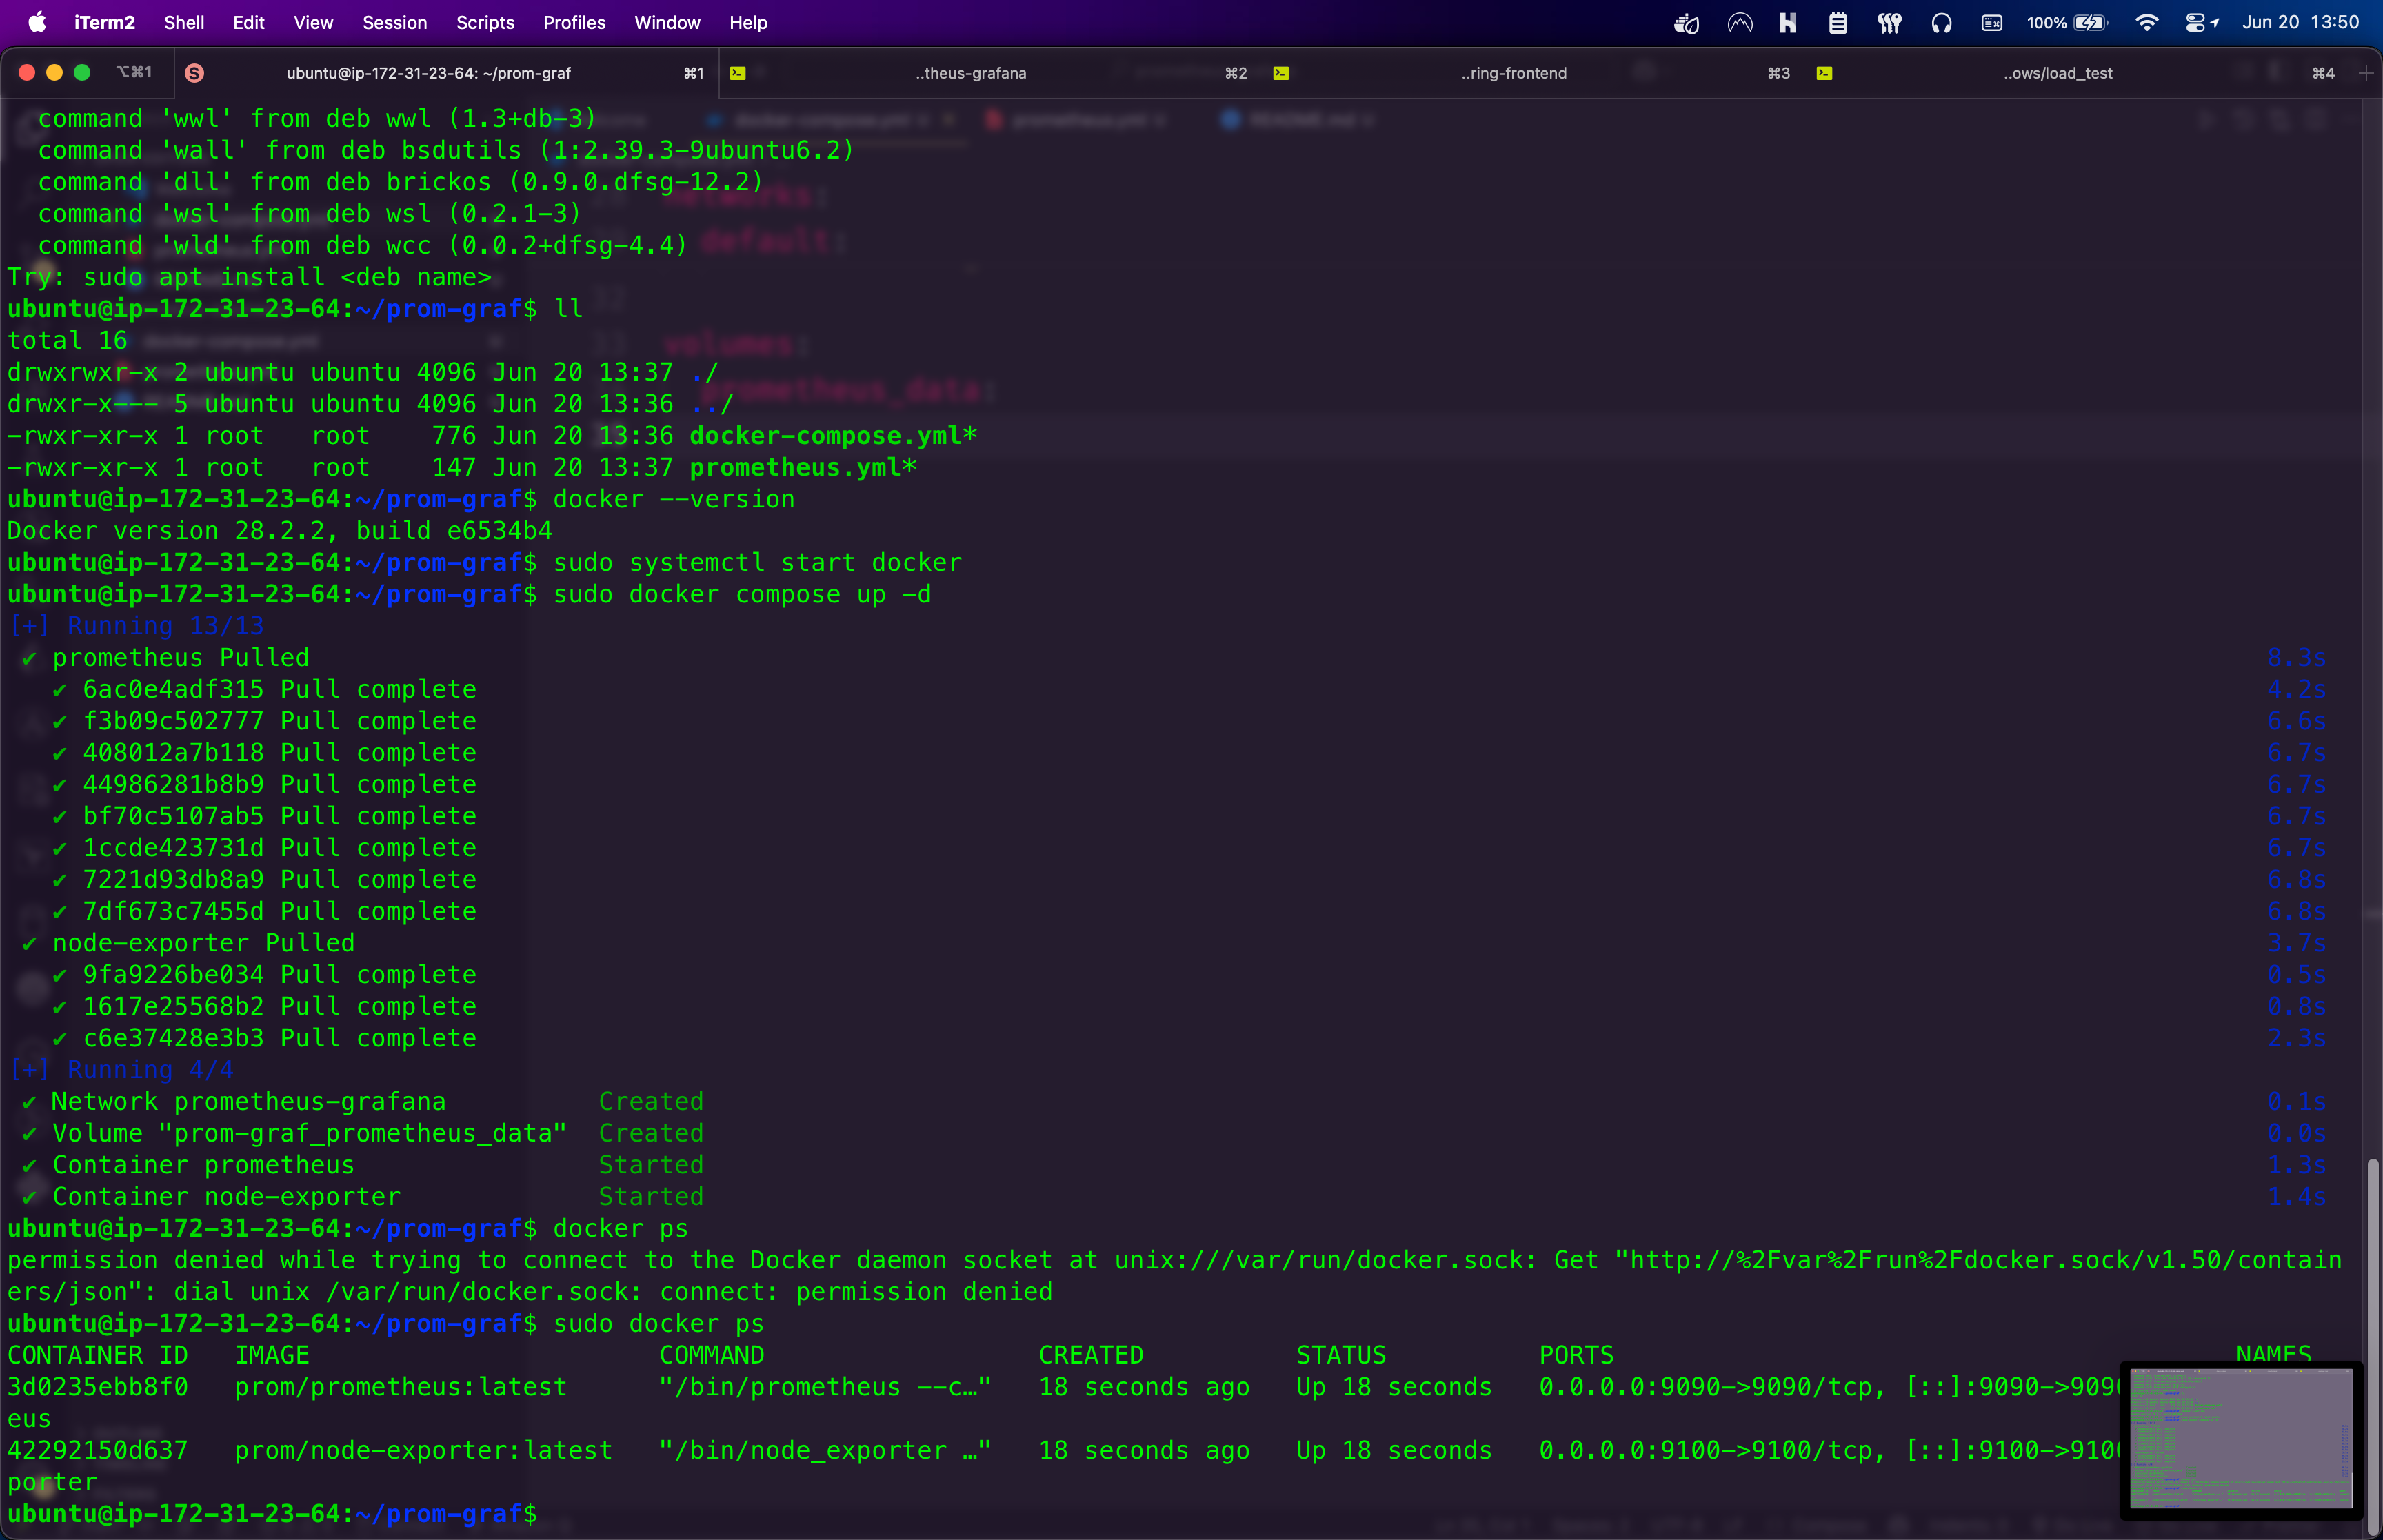 iTerm2 Shell Edit View Session Scripts Profiles Window Help 100% Jun 20 13:50
⌥⌘1 ubuntu@ip-172-31-23-64: ~/prom-graf ⌘1 ..theus-grafana ⌘2 ..ring-frontend ⌘3 ..ows/load_test ⌘4
command 'wwl' from deb wwl (1.3+db-3)
command 'wall' from deb bsdutils (1:2.39.3-9ubuntu6.2)
command 'dll' from deb brickos (0.9.0.dfsg-12.2)
command 'wsl' from deb wsl (0.2.1-3)
command 'wld' from deb wcc (0.0.2+dfsg-4.4)
Try: sudo apt install <deb name>
ubuntu@ip-172-31-23-64:~/prom-graf$ ll
total 16
drwxrwxr-x 2 ubuntu ubuntu 4096 Jun 20 13:37 ./
drwxr-x--- 5 ubuntu ubuntu 4096 Jun 20 13:36 ../
-rwxr-xr-x 1 root   root    776 Jun 20 13:36 docker-compose.yml*
-rwxr-xr-x 1 root   root    147 Jun 20 13:37 prometheus.yml*
ubuntu@ip-172-31-23-64:~/prom-graf$ docker --version
Docker version 28.2.2, build e6534b4
ubuntu@ip-172-31-23-64:~/prom-graf$ sudo systemctl start docker
ubuntu@ip-172-31-23-64:~/prom-graf$ sudo docker compose up -d
[+] Running 13/13
✔ prometheus Pulled 8.3s
✔ 6ac0e4adf315 Pull complete 4.2s
✔ f3b09c502777 Pull complete 6.6s
✔ 408012a7b118 Pull complete 6.7s
✔ 44986281b8b9 Pull complete 6.7s
✔ bf70c5107ab5 Pull complete 6.7s
✔ 1ccde423731d Pull complete 6.7s
✔ 7221d93db8a9 Pull complete 6.8s
✔ 7df673c7455d Pull complete 6.8s
✔ node-exporter Pulled 3.7s
✔ 9fa9226be034 Pull complete 0.5s
✔ 1617e25568b2 Pull complete 0.8s
✔ c6e37428e3b3 Pull complete 2.3s
[+] Running 4/4
✔ Network prometheus-grafana Created 0.1s
✔ Volume "prom-graf_prometheus_data" Created 0.0s
✔ Container prometheus Started 1.3s
✔ Container node-exporter Started 1.4s
ubuntu@ip-172-31-23-64:~/prom-graf$ docker ps
permission denied while trying to connect to the Docker daemon socket at unix:///var/run/docker.sock: Get "http://%2Fvar%2Frun%2Fdocker.sock/v1.50/contain
ers/json": dial unix /var/run/docker.sock: connect: permission denied
ubuntu@ip-172-31-23-64:~/prom-graf$ sudo docker ps
CONTAINER ID   IMAGE   COMMAND   CREATED   STATUS   PORTS   NAMES
3d0235ebb8f0   prom/prometheus:latest   "/bin/prometheus --c…"   18 seconds ago   Up 18 seconds   0.0.0.0:9090->9090/tcp, [::]:9090->909
eus
42292150d637   prom/node-exporter:latest   "/bin/node_exporter …"   18 seconds ago   Up 18 seconds   0.0.0.0:9100->9100/tcp, [::]:9100->910
porter
ubuntu@ip-172-31-23-64:~/prom-graf$